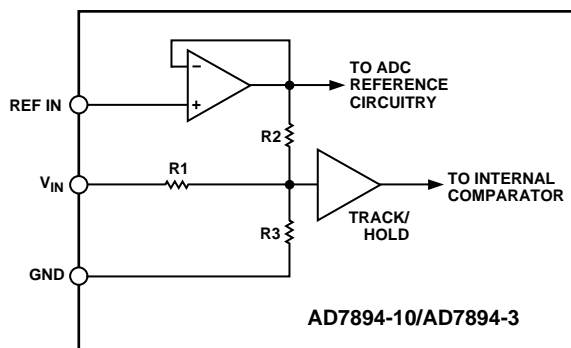 TO ADC
REFERENCE
CIRCUITRY
−
+
REF IN
R2
R1
V_IN
TO INTERNAL
COMPARATOR
TRACK/
HOLD
R3
GND
AD7894-10/AD7894-3